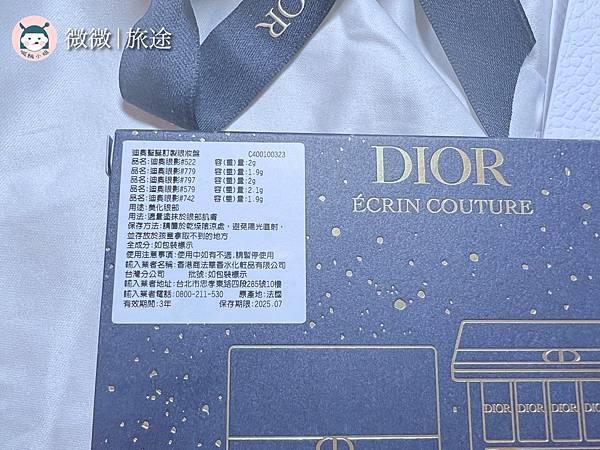 微微|旅途
DIOR
迪奧聖誕訂製眼妝盤 C400100323
品名:迪奧眼影#522 容(重)量:2g
品名:迪奧眼影#779 容(重)量:1.9g
品名:迪奧眼影#797 容(重)量:2g
品名:迪奧眼影#579 容(重)量:2.1g
品名:迪奧眼影#742 容(重)量:1.9g
用途:美化眼部
用法:適量塗抹於眼部肌膚
保存方法:請置於乾燥陰涼處，避免陽光直射，
並存放於孩童拿取不到的地方
全成分:如包裝標示
使用注意事項:使用中如有不適,請暫停使用
輸入業者名稱:香港商法華香水化粧品有限公司
台灣分公司 批號:如包裝標示
輸入業者地址:台北市忠孝東路四段285號10樓
輸入業者電話:0800-211-530 原產地:法國
有效期間:3年 保存期限:2025.07
DIOR
ÉCRIN COUTURE
DIOR DIOR DIOR DIOR